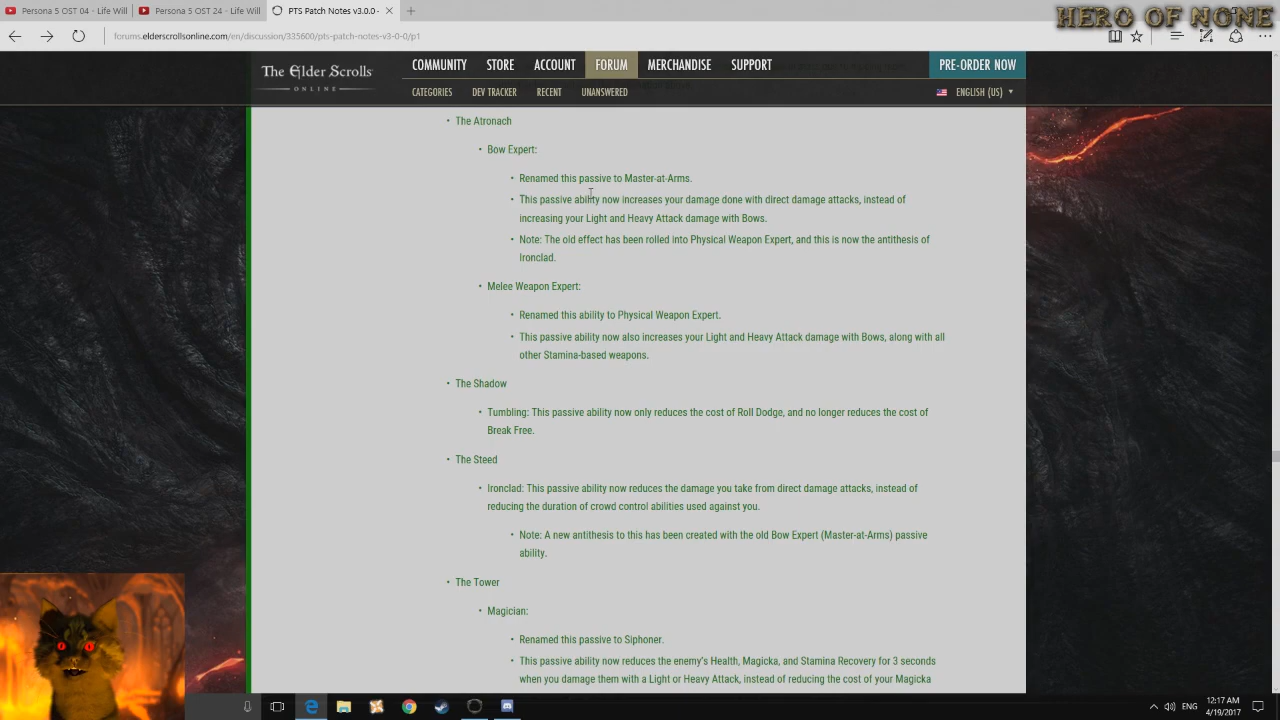 Persona 5 OST 04 - Life Will
Persona 5 OST 24 - Life Will
PTS Patch Notes v3.0.0 -
HERO OF NONE
forums.elderscrollsonline.com/en/discussion/335600/pts-patch-notes-v3-0-0/p1
The Elder Scrolls
ONLINE
COMMUNITY STORE ACCOUNT FORUM MERCHANDISE SUPPORT PRE-ORDER NOW
CATEGORIES DEV TRACKER RECENT UNANSWERED ENGLISH (US)
• The Atronach
• Bow Expert:
• Renamed this passive to Master-at-Arms.
• This passive ability now increases your damage done with direct damage attacks, instead of
increasing your Light and Heavy Attack damage with Bows.
• Note: The old effect has been rolled into Physical Weapon Expert, and this is now the antithesis of
Ironclad.
• Melee Weapon Expert:
• Renamed this ability to Physical Weapon Expert.
• This passive ability now also increases your Light and Heavy Attack damage with Bows, along with all
other Stamina-based weapons.
• The Shadow
• Tumbling: This passive ability now only reduces the cost of Roll Dodge, and no longer reduces the cost of
Break Free.
• The Steed
• Ironclad: This passive ability now reduces the damage you take from direct damage attacks, instead of
reducing the duration of crowd control abilities used against you.
• Note: A new antithesis to this has been created with the old Bow Expert (Master-at-Arms) passive
ability.
• The Tower
• Magician:
• Renamed this passive to Siphoner.
• This passive ability now reduces the enemy's Health, Magicka, and Stamina Recovery for 3 seconds
when you damage them with a Light or Heavy Attack, instead of reducing the cost of your Magicka
ENG
12:17 AM
4/19/2017